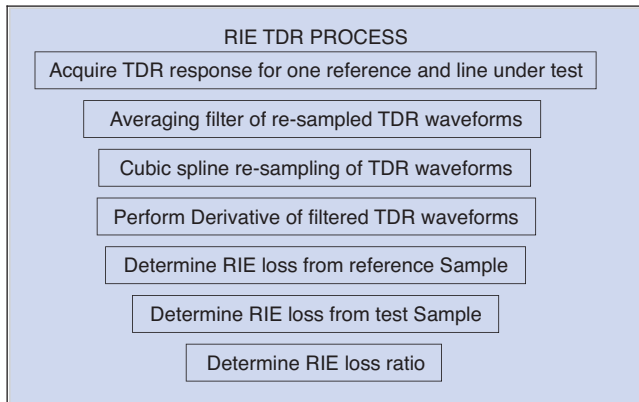 RIE TDR PROCESS
Acquire TDR response for one reference and line under test
Averaging filter of re-sampled TDR waveforms
Cubic spline re-sampling of TDR waveforms
Perform Derivative of filtered TDR waveforms
Determine RIE loss from reference Sample
Determine RIE loss from test Sample
Determine RIE loss ratio